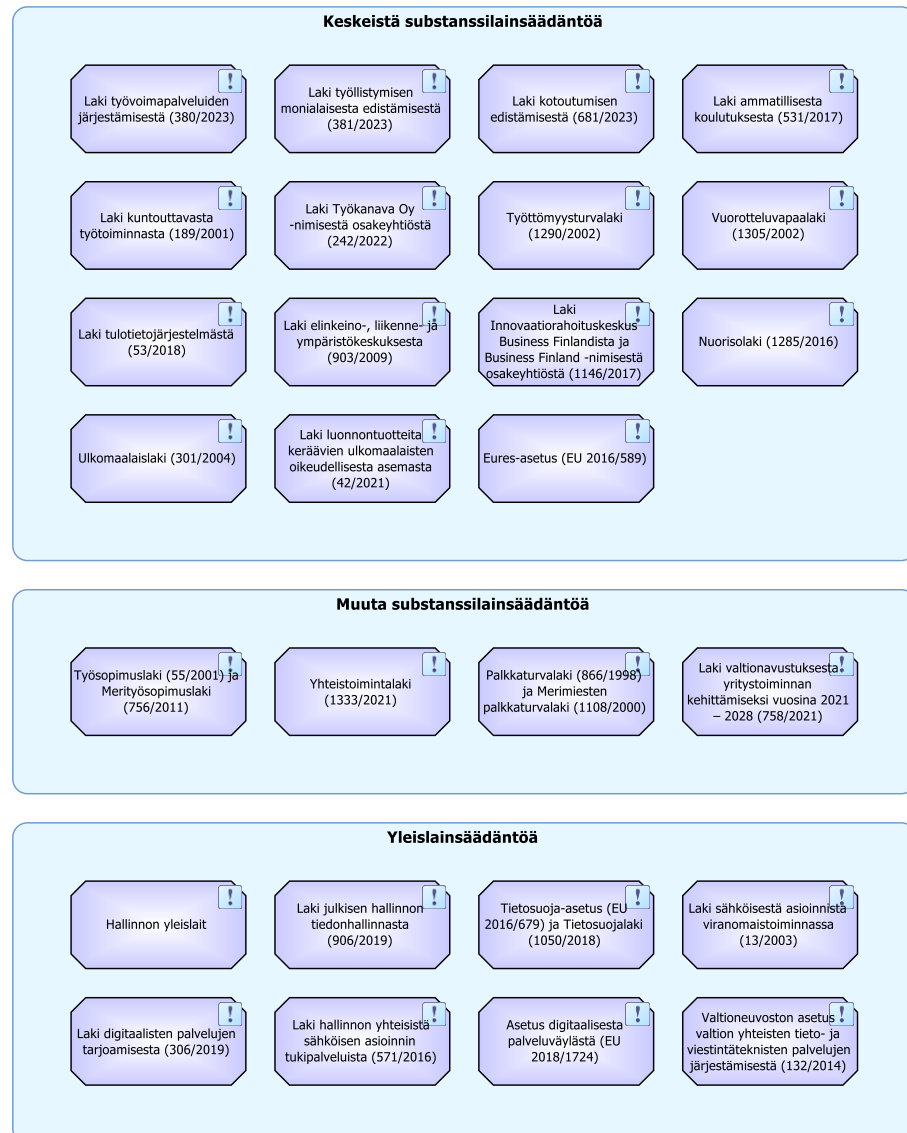 Keskeistä substanssilainsäädäntöä
Laki työvoimapalveluiden
järjestämisestä (380/2023)
Laki työllistymisen
monialaisesta edistämisestä
(381/2023)
Laki kotoutumisen
edistämisestä (681/2023)
Laki ammatillisesta
koulutuksesta (531/2017)
Laki kuntouttavasta
työtoiminnasta (189/2001)
Laki Työkanava Oy
-nimisestä osakeyhtiöstä
(242/2022)
Työttömyysturvalaki
(1290/2002)
Vuorotteluvapaalaki
(1305/2002)
Laki tulotietojärjestelmästä
(53/2018)
Laki elinkeino-, liikenne- ja
ympäristökeskuksesta
(903/2009)
Laki
Innovaatiorahoituskeskus
Business Finlandista ja
Business Finland -nimisestä
osakeyhtiöstä (1146/2017)
Nuorisolaki (1285/2016)
Ulkomaalaislaki (301/2004)
Laki luonnontuotteita
keräävien ulkomaalaisten
oikeudellisesta asemasta
(42/2021)
Eures-asetus (EU 2016/589)
Muuta substanssilainsäädäntöä
Työsopimuslaki (55/2001) ja
Merityösopimuslaki
(756/2011)
Yhteistoimintalaki
(1333/2021)
Palkkaturvalaki (866/1998)
ja Merimiesten
palkkaturvalaki (1108/2000)
Laki valtionavustuksesta
yritystoiminnan
kehittämiseksi vuosina 2021
– 2028 (758/2021)
Yleislainsäädäntöä
Hallinnon yleislait
Laki julkisen hallinnon
tiedonhallinnasta
(906/2019)
Tietosuoja-asetus (EU
2016/679) ja Tietosuojalaki
(1050/2018)
Laki sähköisestä asioinnista
viranomaistoiminnassa
(13/2003)
Laki digitaalisten palvelujen
tarjoamisesta (306/2019)
Laki hallinnon yhteisistä
sähköisen asioinnin
tukipalveluista (571/2016)
Asetus digitaalisesta
palveluväylästä (EU
2018/1724)
Valtioneuvoston asetus
valtion yhteisten tieto- ja
viestintäteknisten palvelujen
järjestämisestä (132/2014)